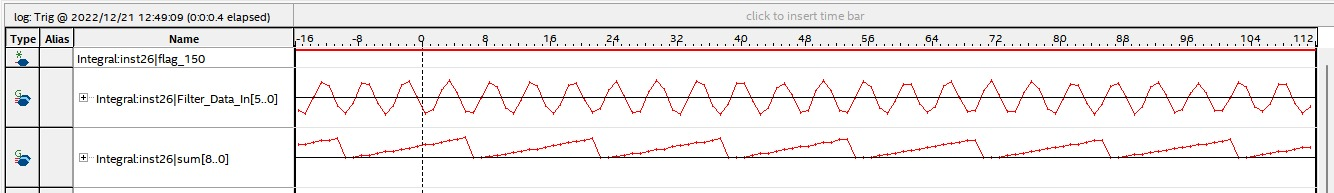 log: Trig @ 2022/12/21 12:49:09 (0:0:0.4 elapsed)
click to insert time bar
Type Alias Name
-16 -8 0 8 16 24 32 40 48 56 64 72 80 88 96 104 112
Integral:inst26|flag_150
Integral:inst26|Filter_Data_In[5..0]
Integral:inst26|sum[8..0]